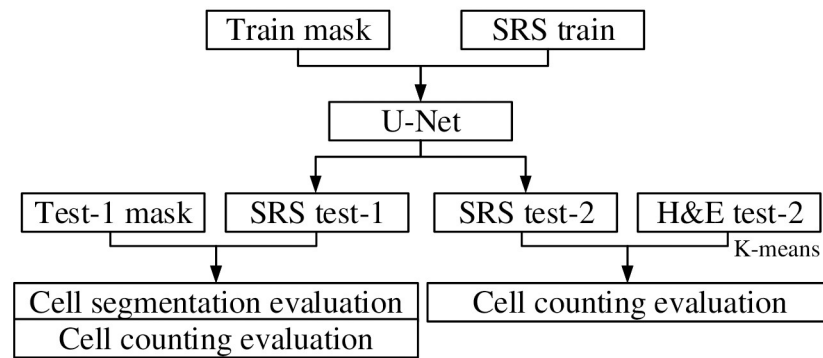 Train mask
SRS train
U-Net
Test-1 mask
SRS test-1
SRS test-2
H&E test-2
K-means
Cell segmentation evaluation
Cell counting evaluation
Cell counting evaluation